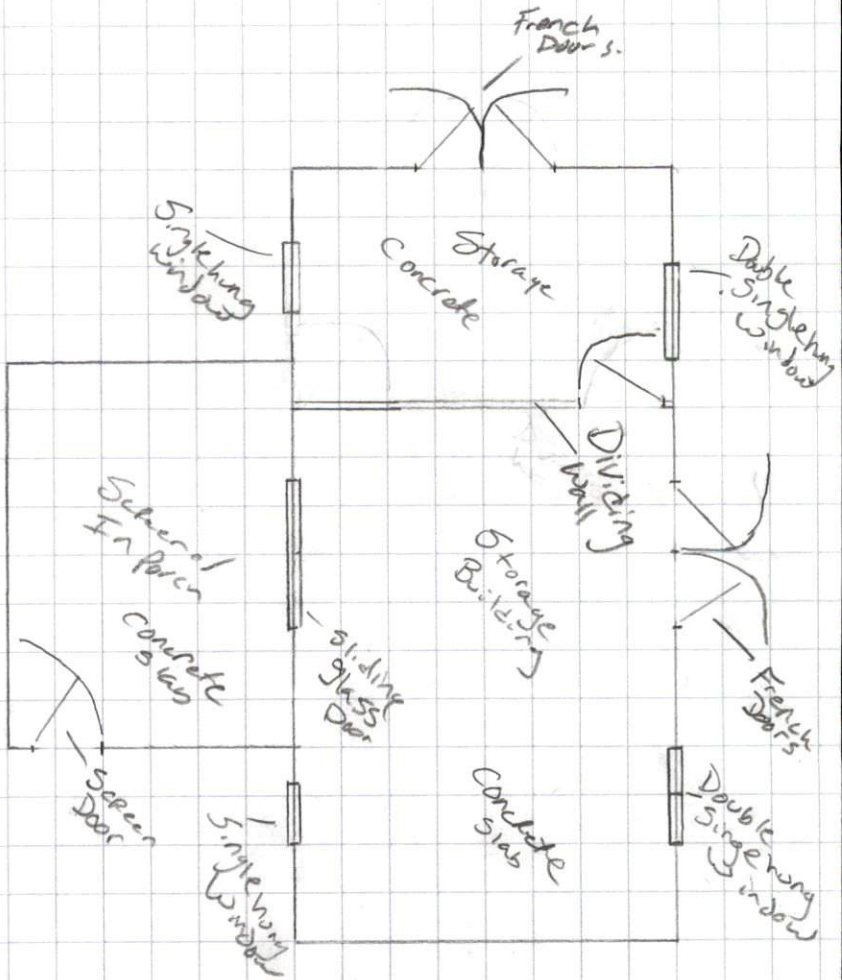 French
Doors.
Singlehung
Window
Storage
Concrete
Double
Singlehung
Window
Dividing
Wall
Screened
In Porch
Concrete
Slab
Storage
Building
Sliding
Glass
Door
French
Doors
Screen
Door
Singlehung
Window
Concrete
Slab
Double
Singehung
Window